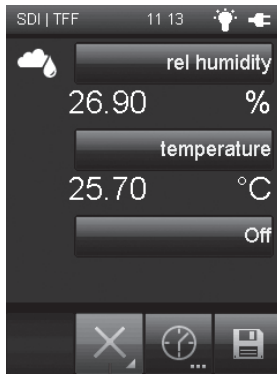 SDI | TFF 11 13
rel humidity
26.90 %
temperature
25.70 °C
Off